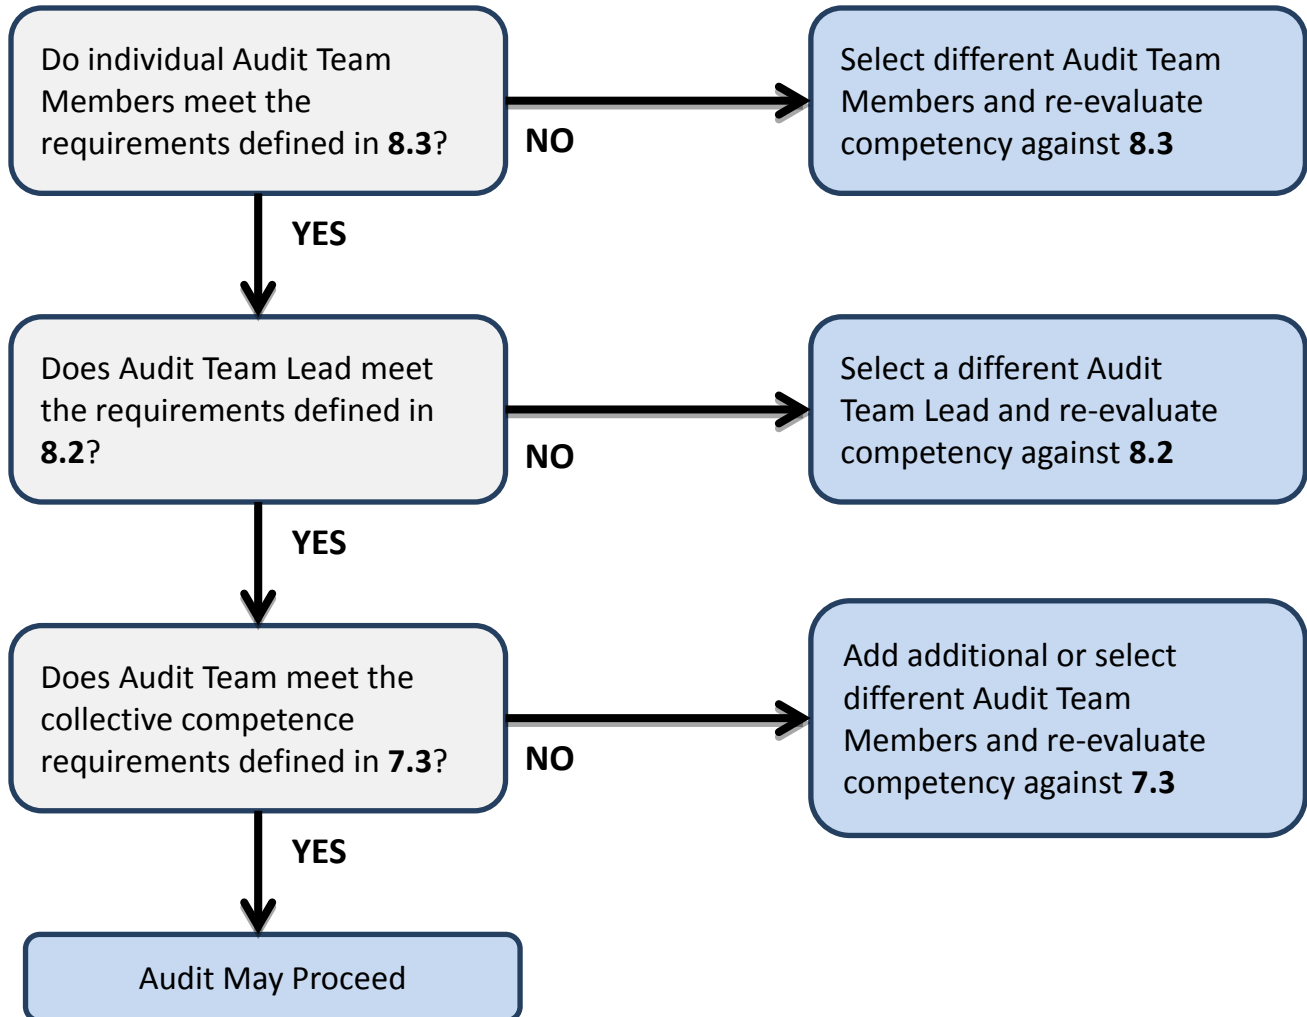 Do individual Audit Team
Members meet the
requirements defined in 8.3?
NO
Select different Audit Team
Members and re-evaluate
competency against 8.3
YES
Does Audit Team Lead meet
the requirements defined in
8.2?
NO
Select a different Audit
Team Lead and re-evaluate
competency against 8.2
YES
Does Audit Team meet the
collective competence
requirements defined in 7.3?
NO
Add additional or select
different Audit Team
Members and re-evaluate
competency against 7.3
YES
Audit May Proceed